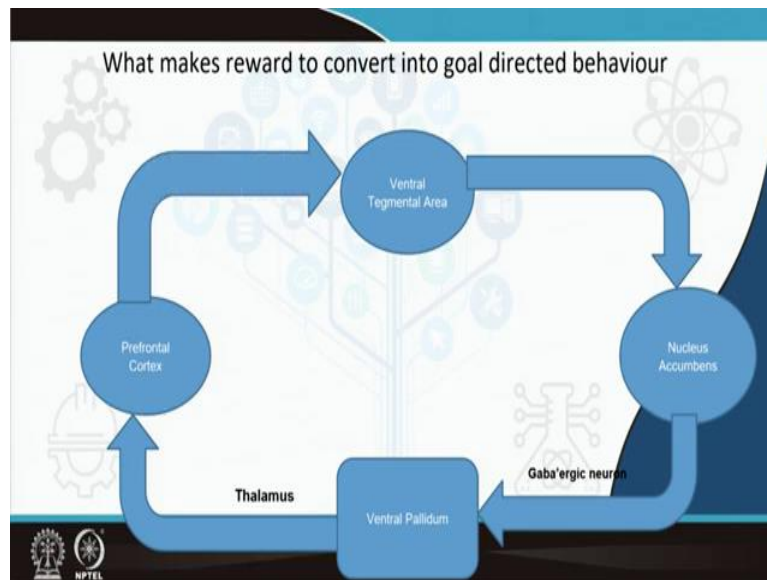 What makes reward to convert into goal directed behaviour
Ventral
Tegmental Area
Prefrontal
Cortex
Nucleus
Accumbens
Gaba'ergic neuron
Thalamus
Ventral Pallidum
NPTEL